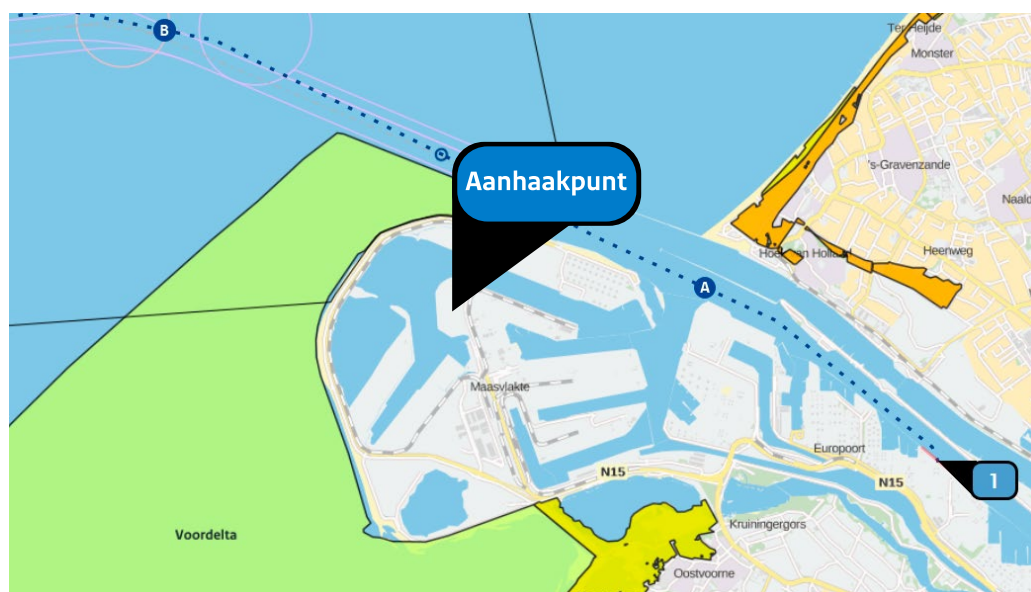 B
Ter Heijde
Monster
Aanhaakpunt
's-Gravenzande
Naald
Hoek van Holland
Heenweg
A
Maasvlakte
Europoort
N15
N15
1
Voordelta
Kruiningergors
Oostvoorne